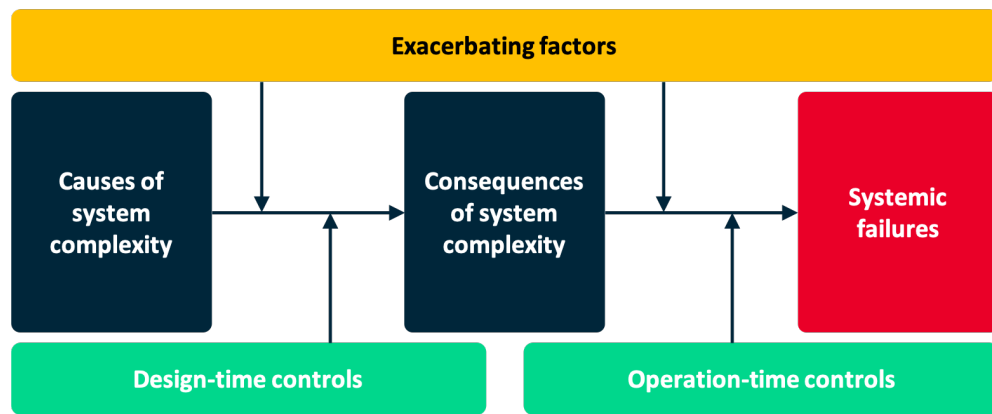 Exacerbating factors
Causes of
system
complexity
Consequences
of system
complexity
Systemic
failures
Design-time controls
Operation-time controls